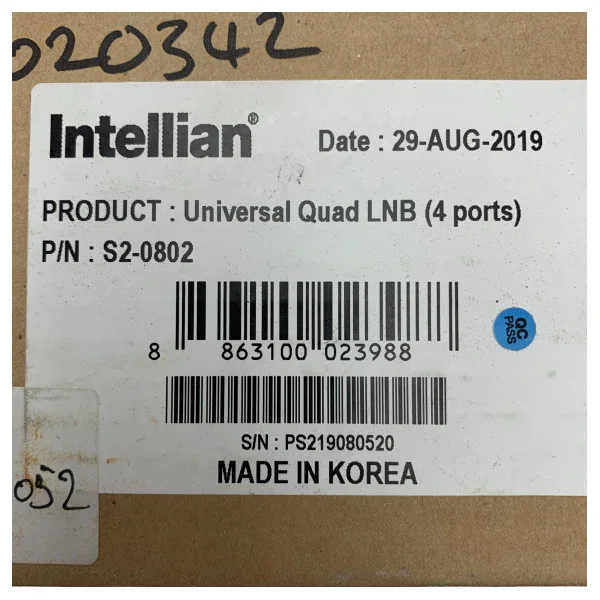 020342
Intellian®
Date : 29-AUG-2019
PRODUCT : Universal Quad LNB (4 ports)
P/N : S2-0802
QC
PASS
8 863100 023988
S/N : PS219080520
MADE IN KOREA
052